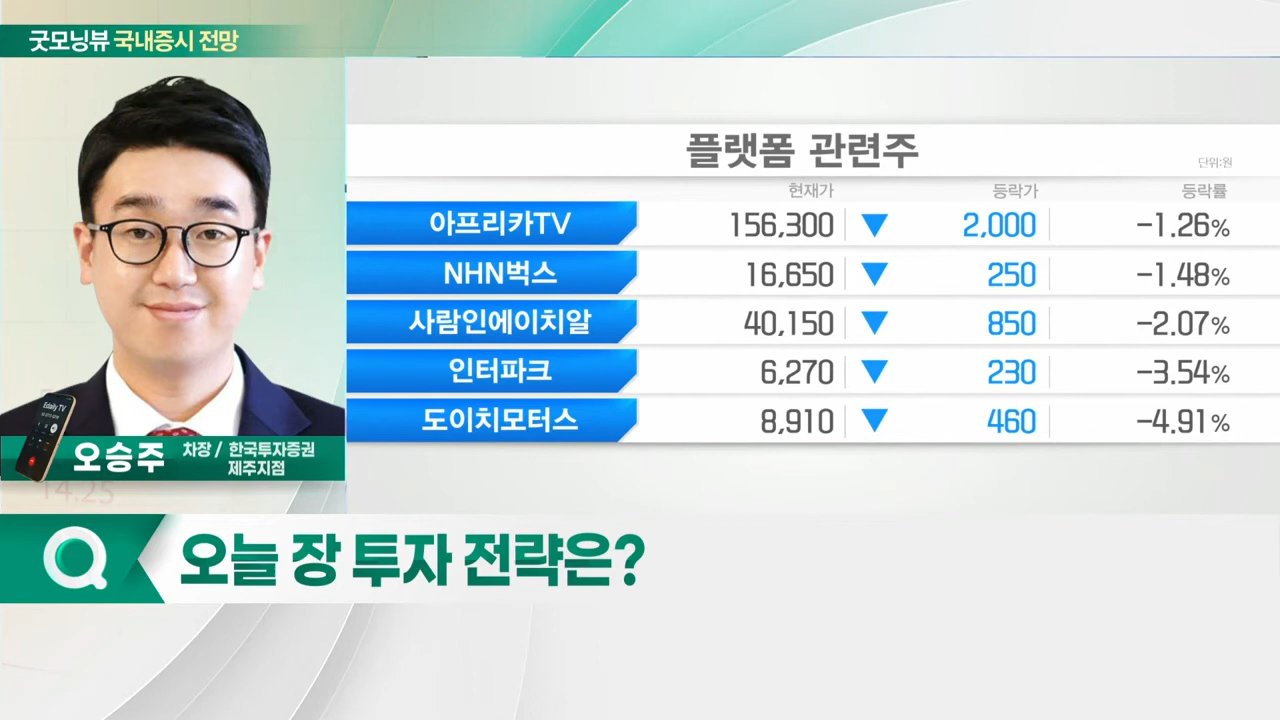 굿모닝뷰 국내증시 전망
플랫폼 관련주
단위:원
현재가 등락가 등락률
아프리카TV 156,300 ▼ 2,000 -1.26%
NHN벅스 16,650 ▼ 250 -1.48%
사람인에이치알 40,150 ▼ 850 -2.07%
인터파크 6,270 ▼ 230 -3.54%
도이치모터스 8,910 ▼ 460 -4.91%
Edaily TV
오승주 차장 / 한국투자증권
제주지점
14.25
Q 오늘 장 투자 전략은?